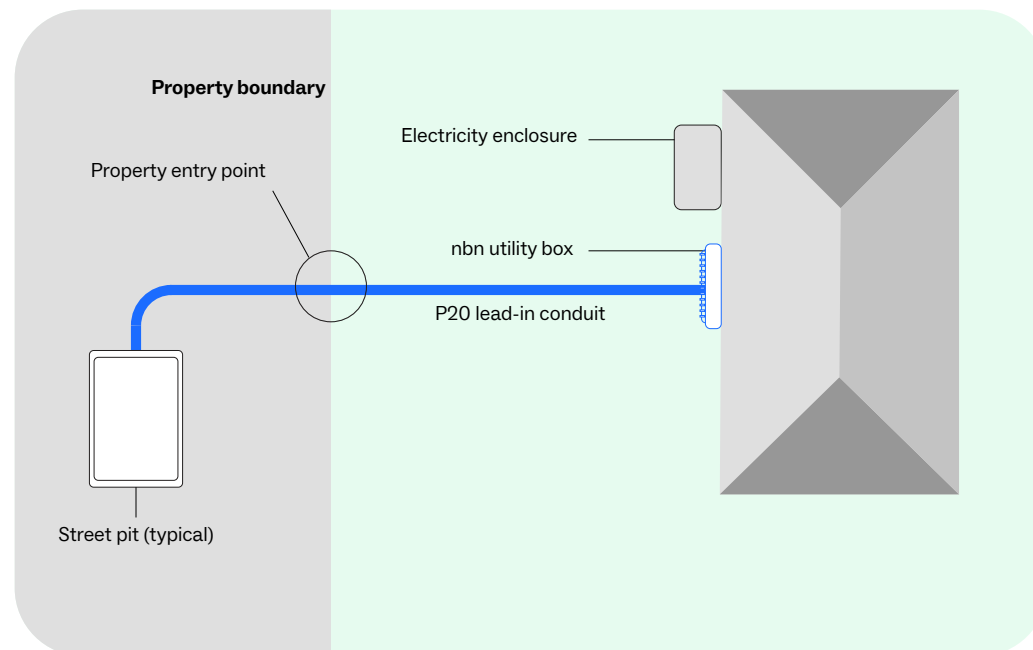 Property boundary
Electricity enclosure
Property entry point
nbn utility box
P20 lead-in conduit
Street pit (typical)